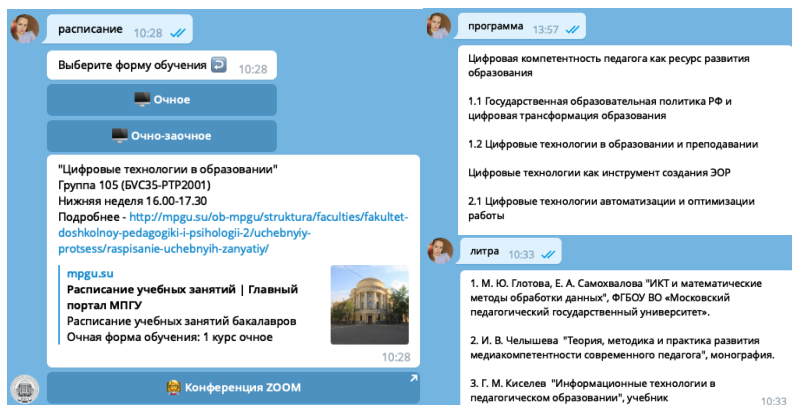 расписание 10:28
Выберите форму обучения 10:28
Очное
Очно-заочное
"Цифровые технологии в образовании"
Группа 105 (БУС35-РТР2001)
Нижняя неделя 16.00-17.30
Подробнее - http://mpgu.su/ob-mpgu/struktura/faculties/fakultet-
doshkolnoy-pedagogiki-i-psihologii-2/uchebnyiy-
protsess/raspisanie-uchebnyih-zanyatiy/
mpgu.su
Расписание учебных занятий | Главный
портал МПГУ
Расписание учебных занятий бакалавров
Очная форма обучения: 1 курс очное
10:28
Конференция ZOOM
программа 13:57
Цифровая компетентность педагога как ресурс развития
образования
1.1 Государственная образовательная политика РФ и
цифровая трансформация образования
1.2 Цифровые технологии в образовании и преподавании
Цифровые технологии как инструмент создания ЭОР
2.1 Цифровые технологии автоматизации и оптимизации
работы
литра 10:33
1. М. Ю. Глотова, Е. А. Самохвалова "ИКТ и математические
методы обработки данных", ФГБОУ ВО «Московский
педагогический государственный университет».
2. И. В. Челышева "Теория, методика и практика развития
медиакомпетентности современного педагога", монография.
3. Г. М. Киселев "Информационные технологии в
педагогическом образовании", учебник
10:33